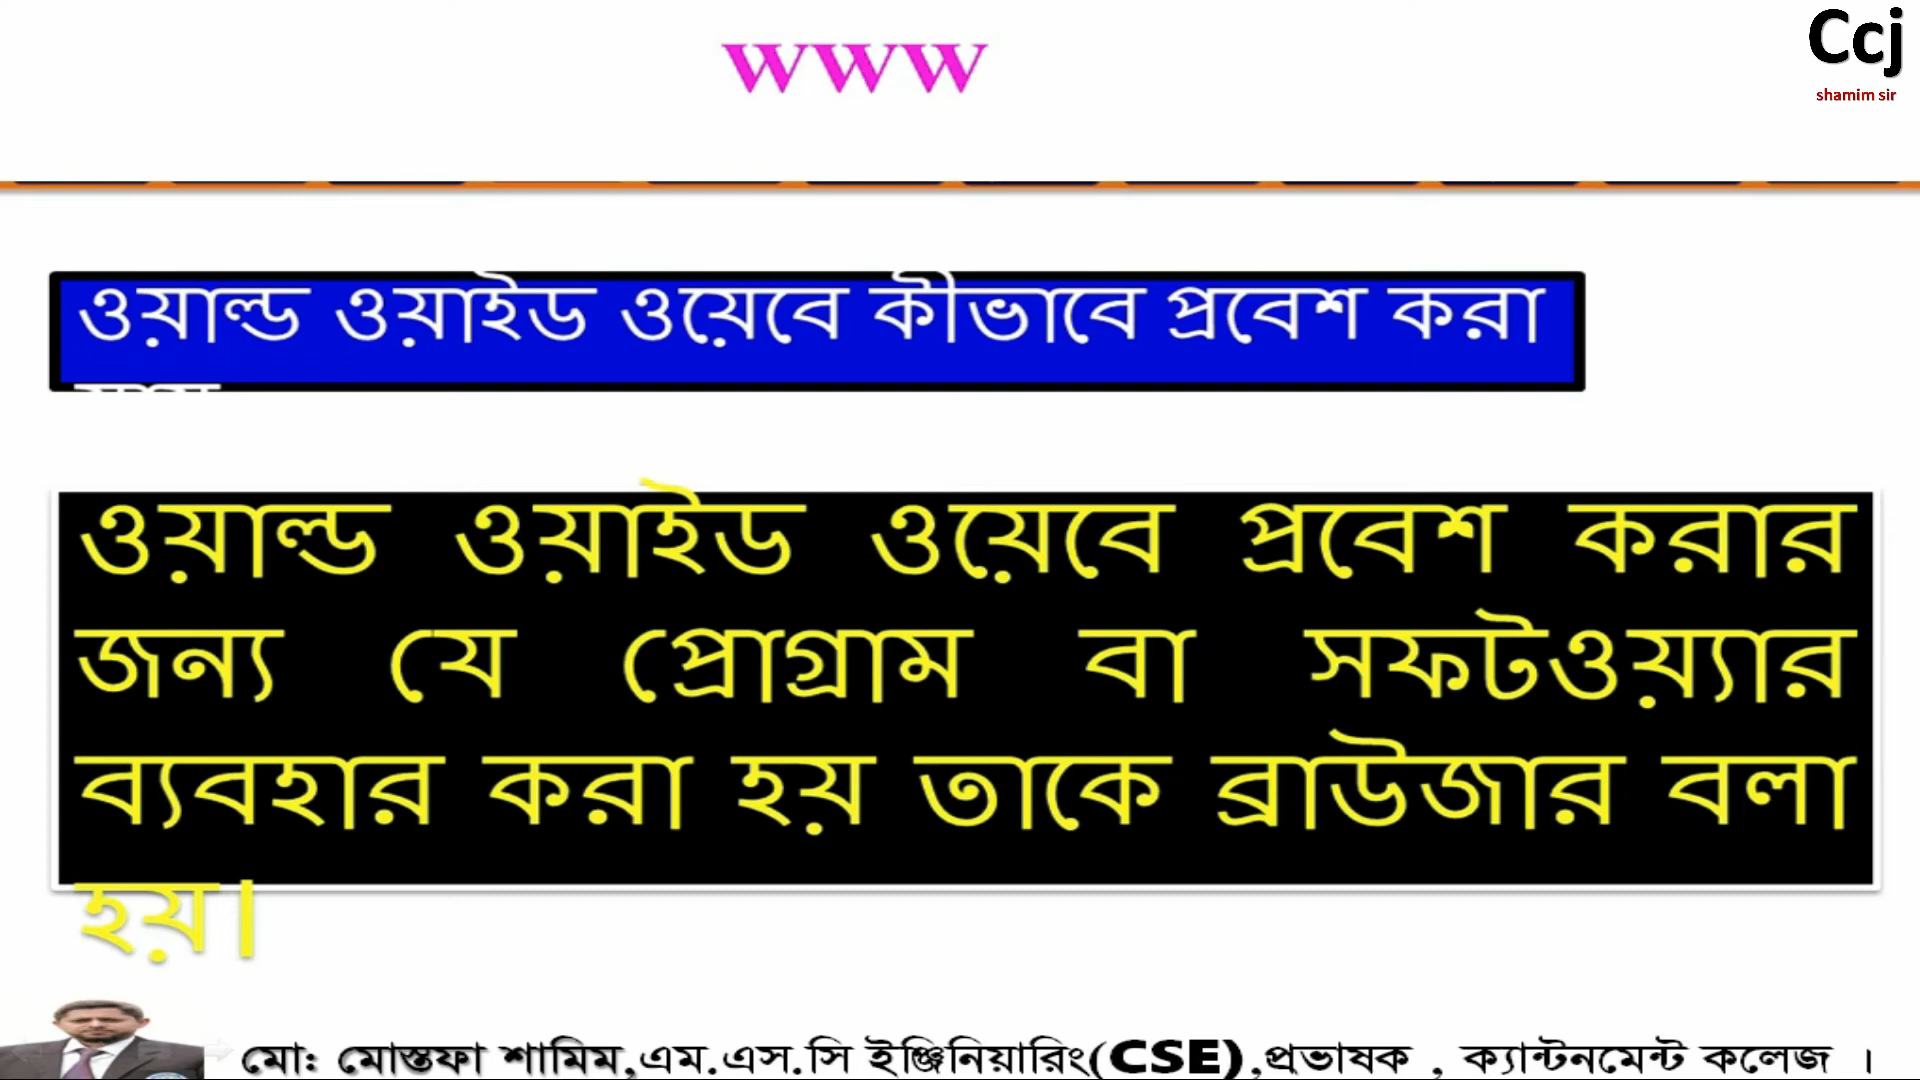 www
Ccj
shamim sir
ওয়াল্ড ওয়াইড ওয়েবে কীভাবে প্রবেশ করা
ওয়াল্ড ওয়াইড ওয়েবে প্রবেশ করার
জন্য যে প্রোগ্রাম বা সফটওয়্যার
ব্যবহার করা হয় তাকে ব্রাউজার বলা
হয়।
মো: মোস্তফা শামিম,এম.এস.সি ইঞ্জিনিয়ারিং(CSE),প্রভাষক , ক্যান্টনমেন্ট কলেজ ।